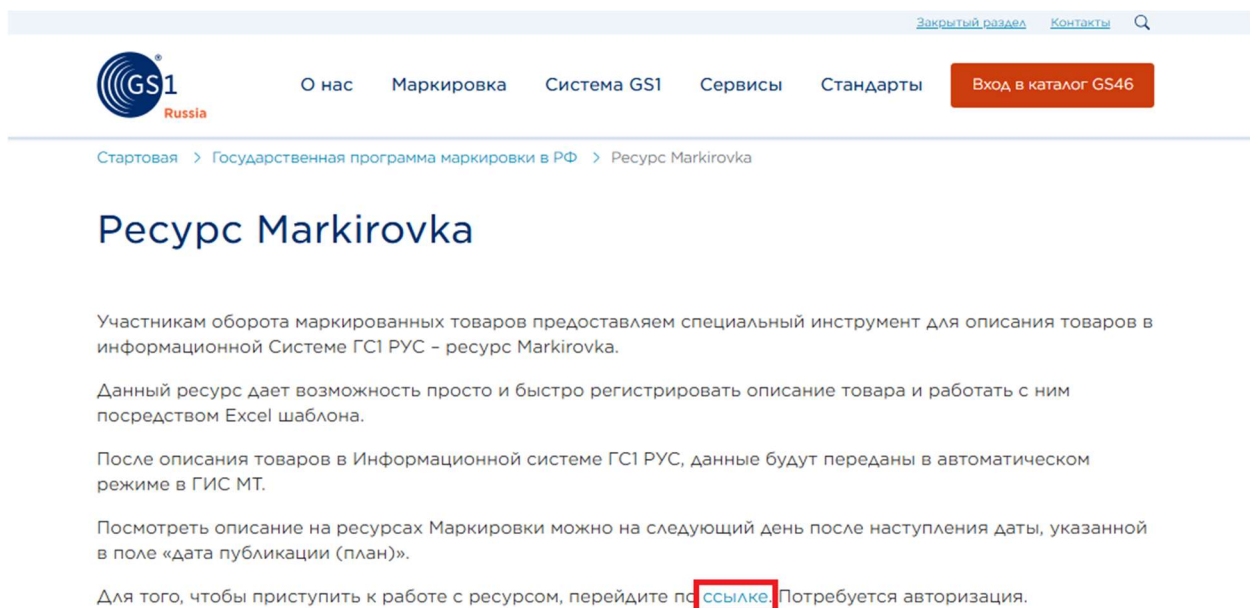 Закрытый раздел Контакты
GS1 Russia
О нас Маркировка Система GS1 Сервисы Стандарты Вход в каталог GS46
Стартовая > Государственная программа маркировки в РФ > Ресурс Markirovka
Ресурс Markirovka
Участникам оборота маркированных товаров предоставляем специальный инструмент для описания товаров в
информационной Системе ГС1 РУС – ресурс Markirovka.
Данный ресурс дает возможность просто и быстро регистрировать описание товара и работать с ним
посредством Excel шаблона.
После описания товаров в Информационной системе ГС1 РУС, данные будут переданы в автоматическом
режиме в ГИС МТ.
Посмотреть описание на ресурсах Маркировки можно на следующий день после наступления даты, указанной
в поле «дата публикации (план)».
Для того, чтобы приступить к работе с ресурсом, перейдите по ссылке. Потребуется авторизация.